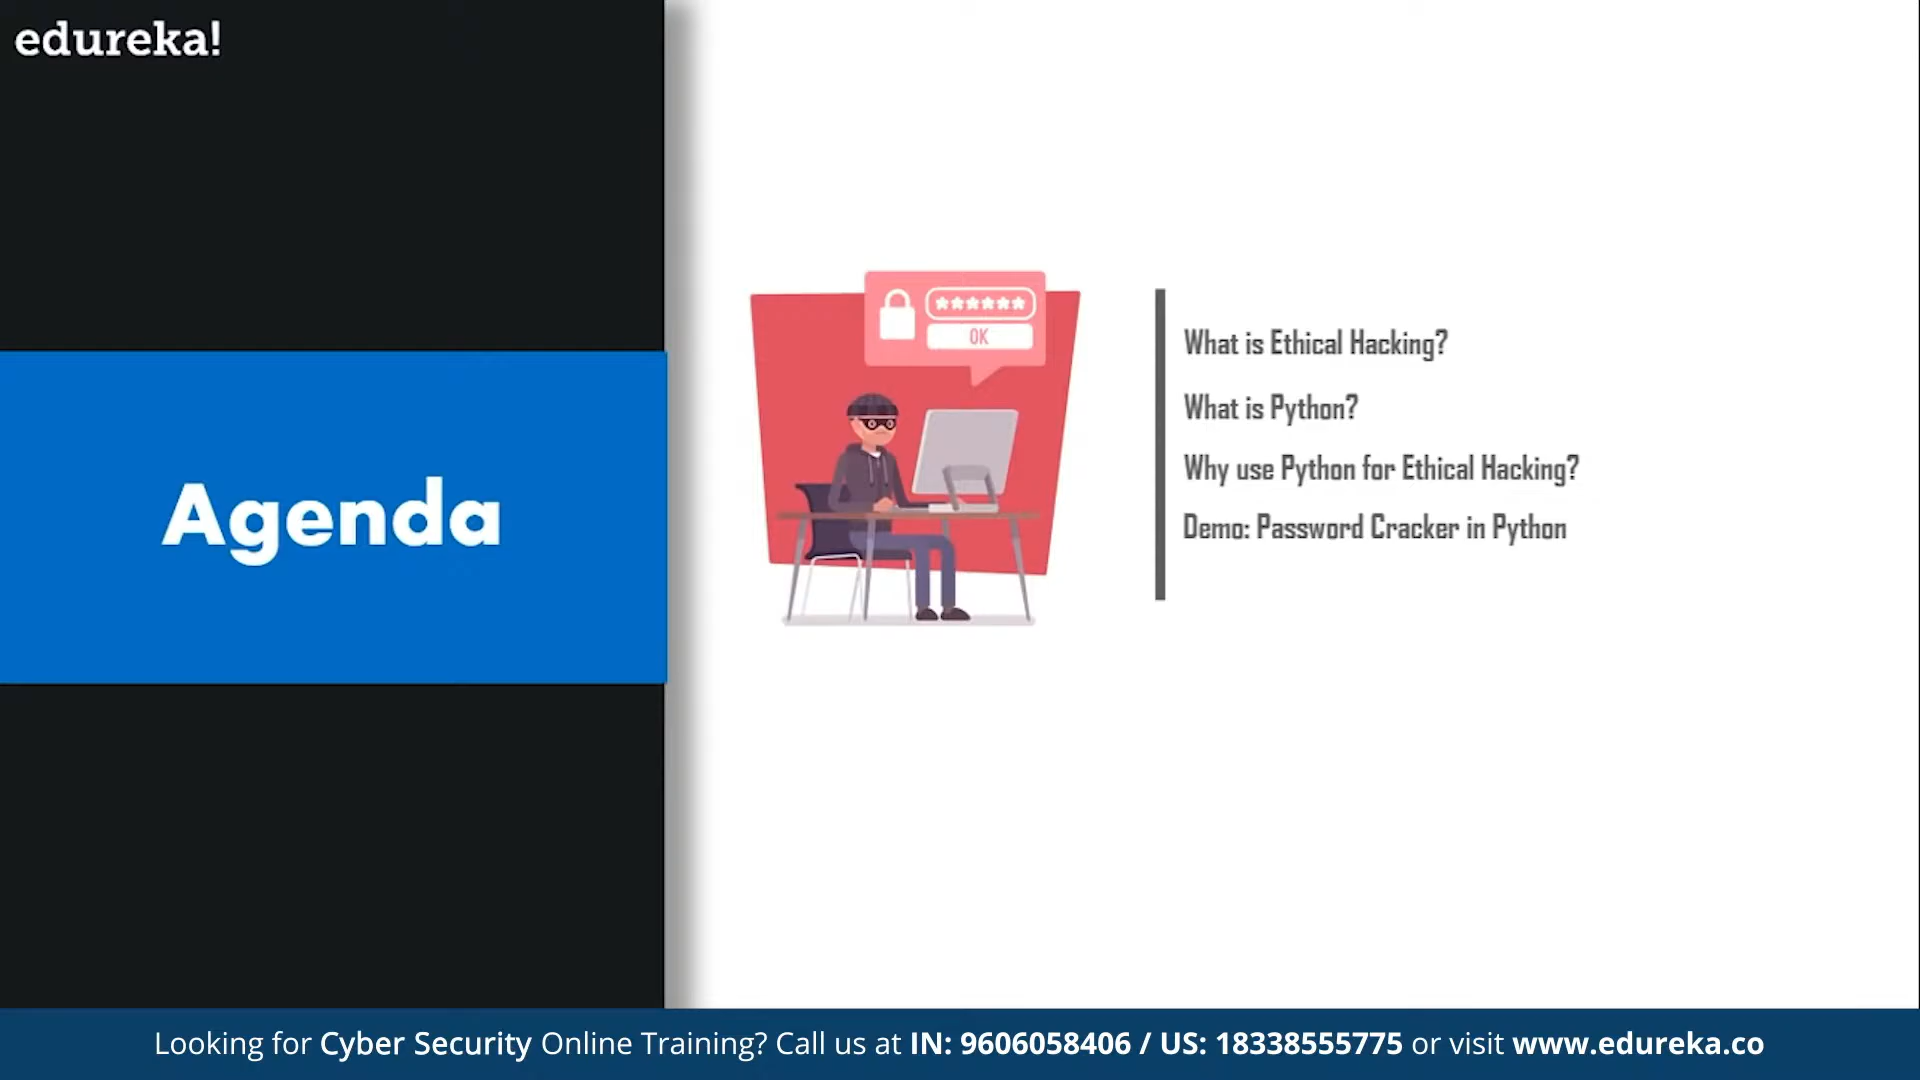 edureka!
Agenda
******
OK
What is Ethical Hacking?
What is Python?
Why use Python for Ethical Hacking?
Demo: Password Cracker in Python
Looking for Cyber Security Online Training? Call us at IN: 9606058406 / US: 18338555775 or visit www.edureka.co